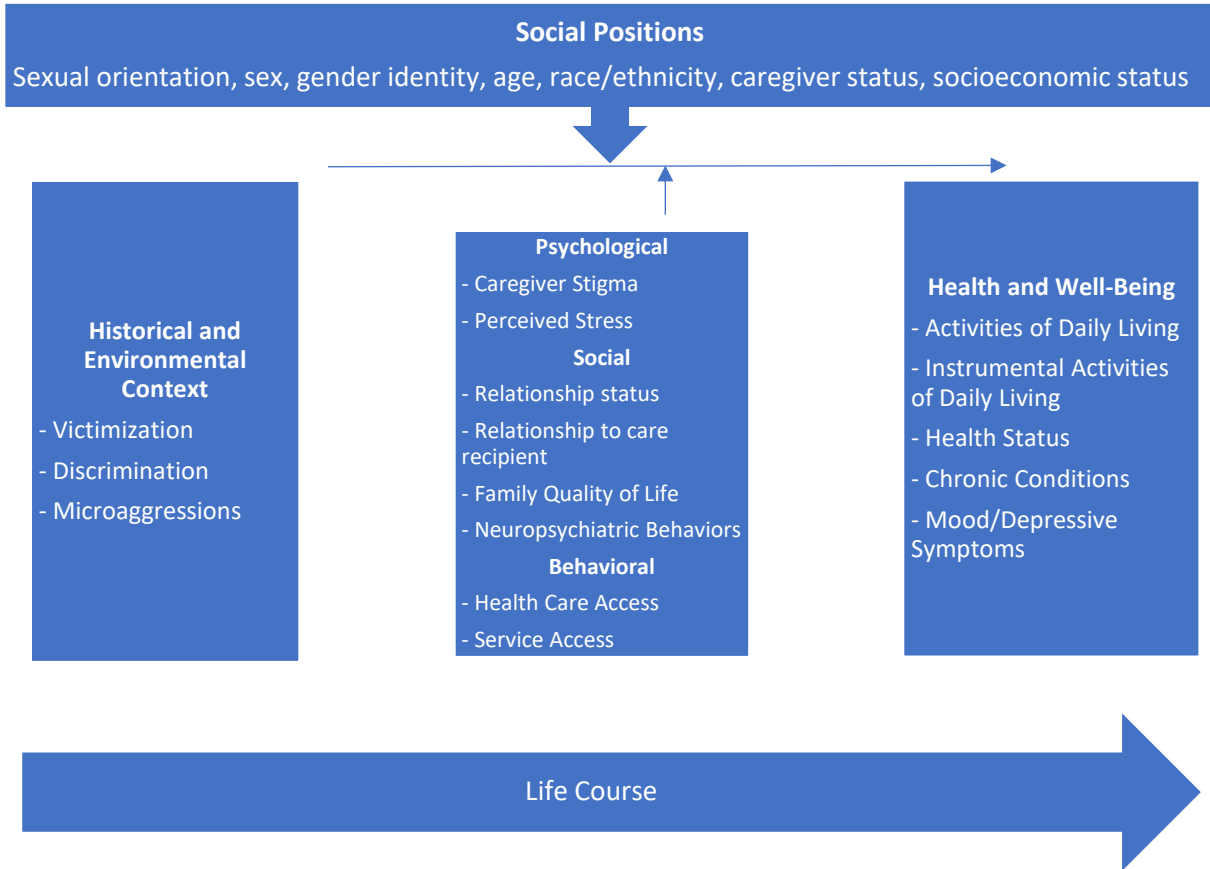 Social Positions
Sexual orientation, sex, gender identity, age, race/ethnicity, caregiver status, socioeconomic status
Historical and
Environmental
Context
- Victimization
- Discrimination
- Microaggressions
Psychological
- Caregiver Stigma
- Perceived Stress
Social
- Relationship status
- Relationship to care
recipient
- Family Quality of Life
- Neuropsychiatric Behaviors
Behavioral
- Health Care Access
- Service Access
Health and Well-Being
- Activities of Daily Living
- Instrumental Activities
of Daily Living
- Health Status
- Chronic Conditions
- Mood/Depressive
Symptoms
Life Course